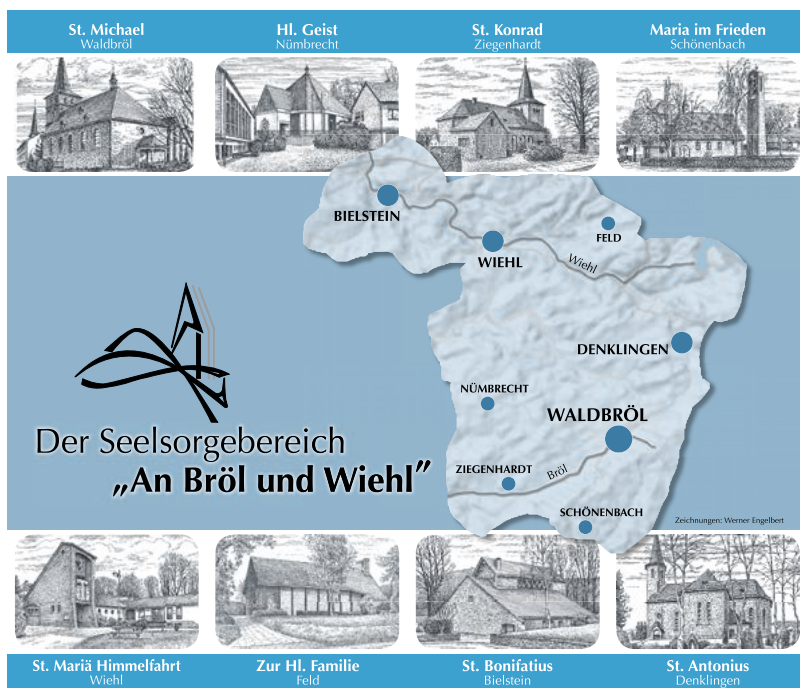 St. Michael
Waldbröl
Hl. Geist
Nümbrecht
St. Konrad
Ziegenhardt
Maria im Frieden
Schönenbach
BIELSTEIN
WIEHL
FELD
Wiehl
DENKLINGEN
NÜMBRECHT
WALDBRÖL
ZIEGENHARDT
Bröl
SCHÖNENBACH
Der Seelsorgebereich
„An Bröl und Wiehl”
Zeichnungen: Werner Engelbert
St. Mariä Himmelfahrt
Wiehl
Zur Hl. Familie
Feld
St. Bonifatius
Bielstein
St. Antonius
Denklingen